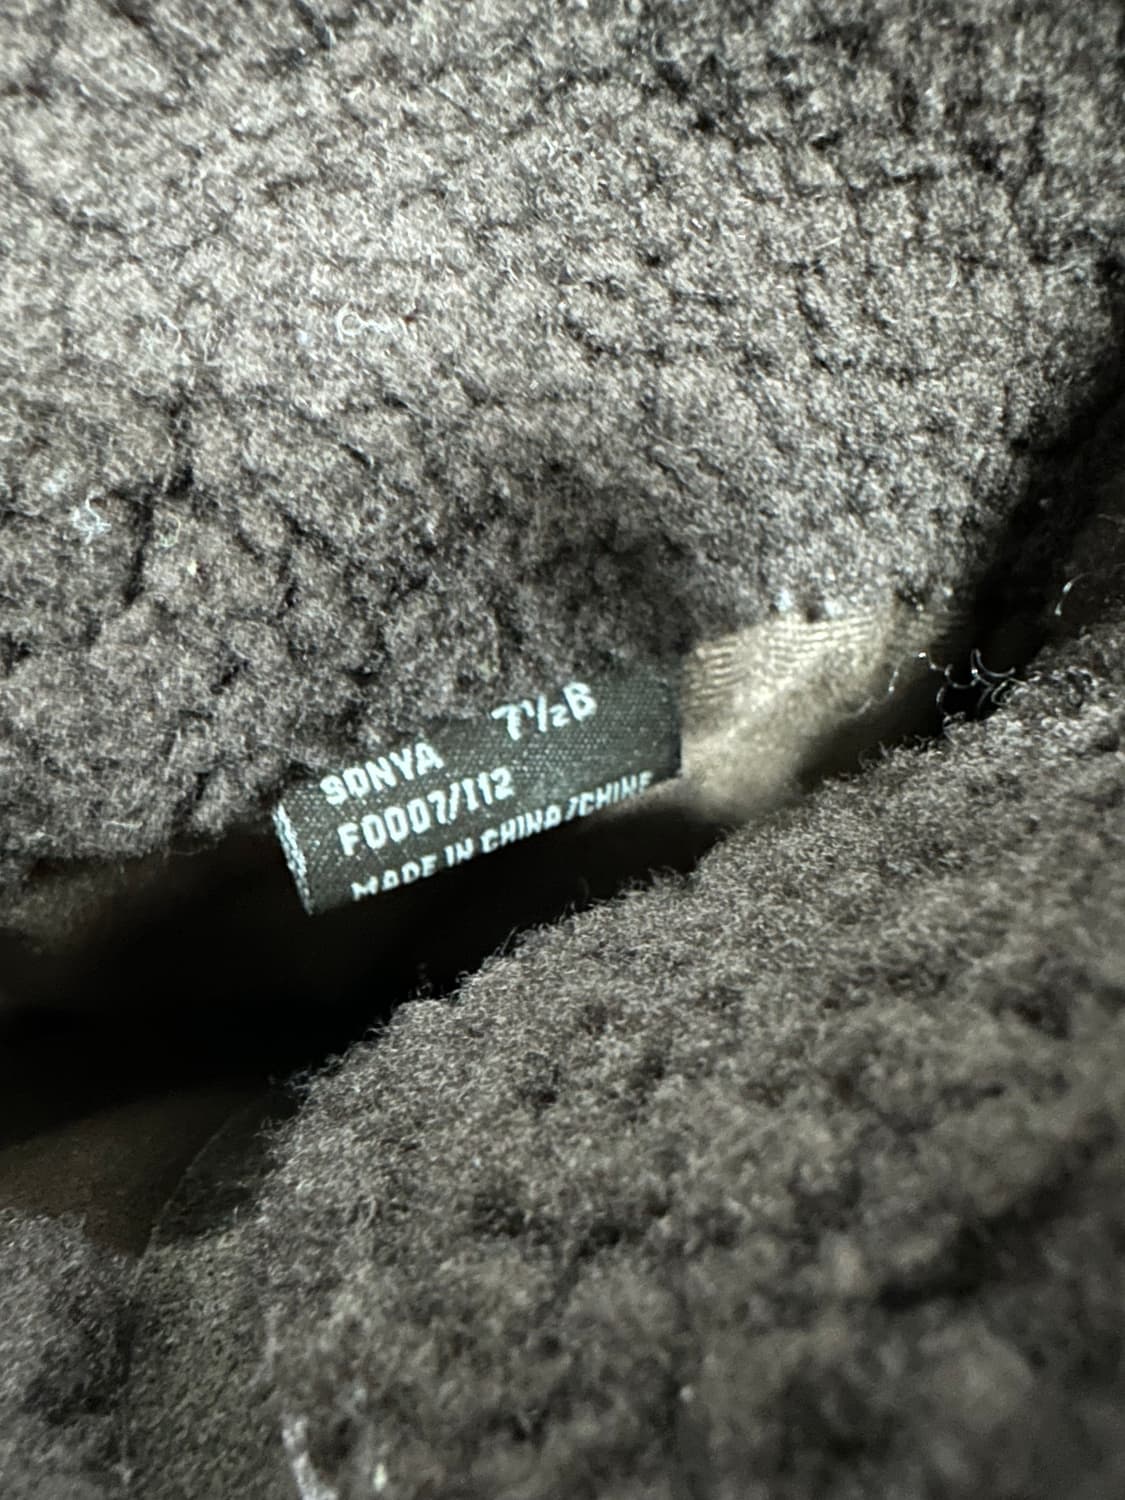 SONYA 7½B
F0007/I12
MADE IN CHINA/CHINE